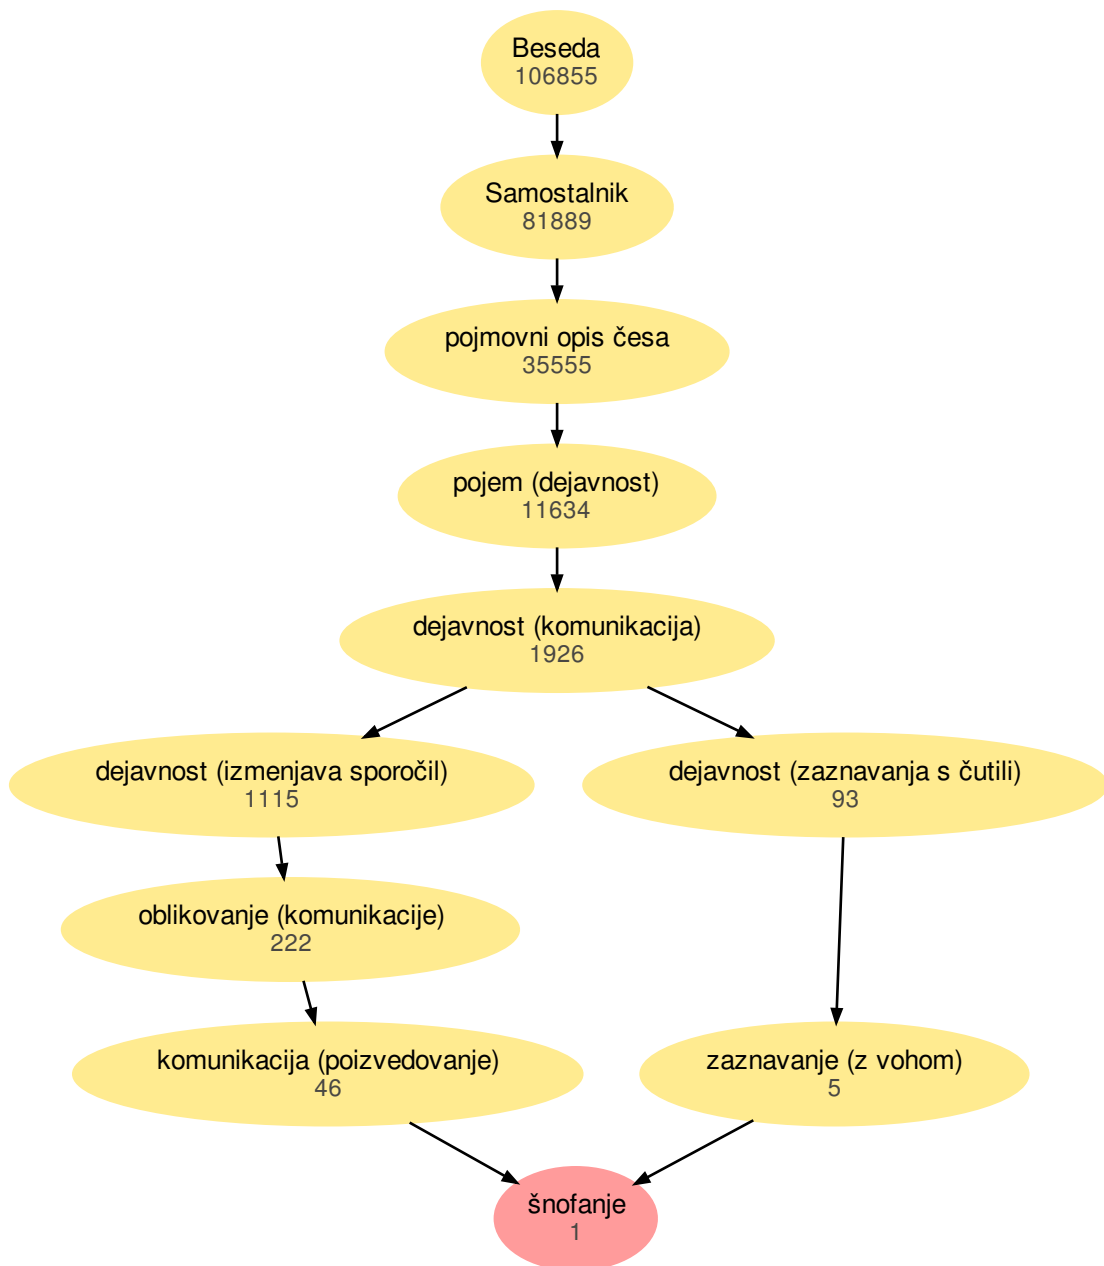 Beseda
106855
Samostalnik
81889
pojmovni opis česa
35555
pojem (dejavnost)
11634
dejavnost (komunikacija)
1926
dejavnost (izmenjava sporočil)
1115
dejavnost (zaznavanja s čutili)
93
oblikovanje (komunikacije)
222
komunikacija (poizvedovanje)
46
zaznavanje (z vohom)
5
šnofanje
1